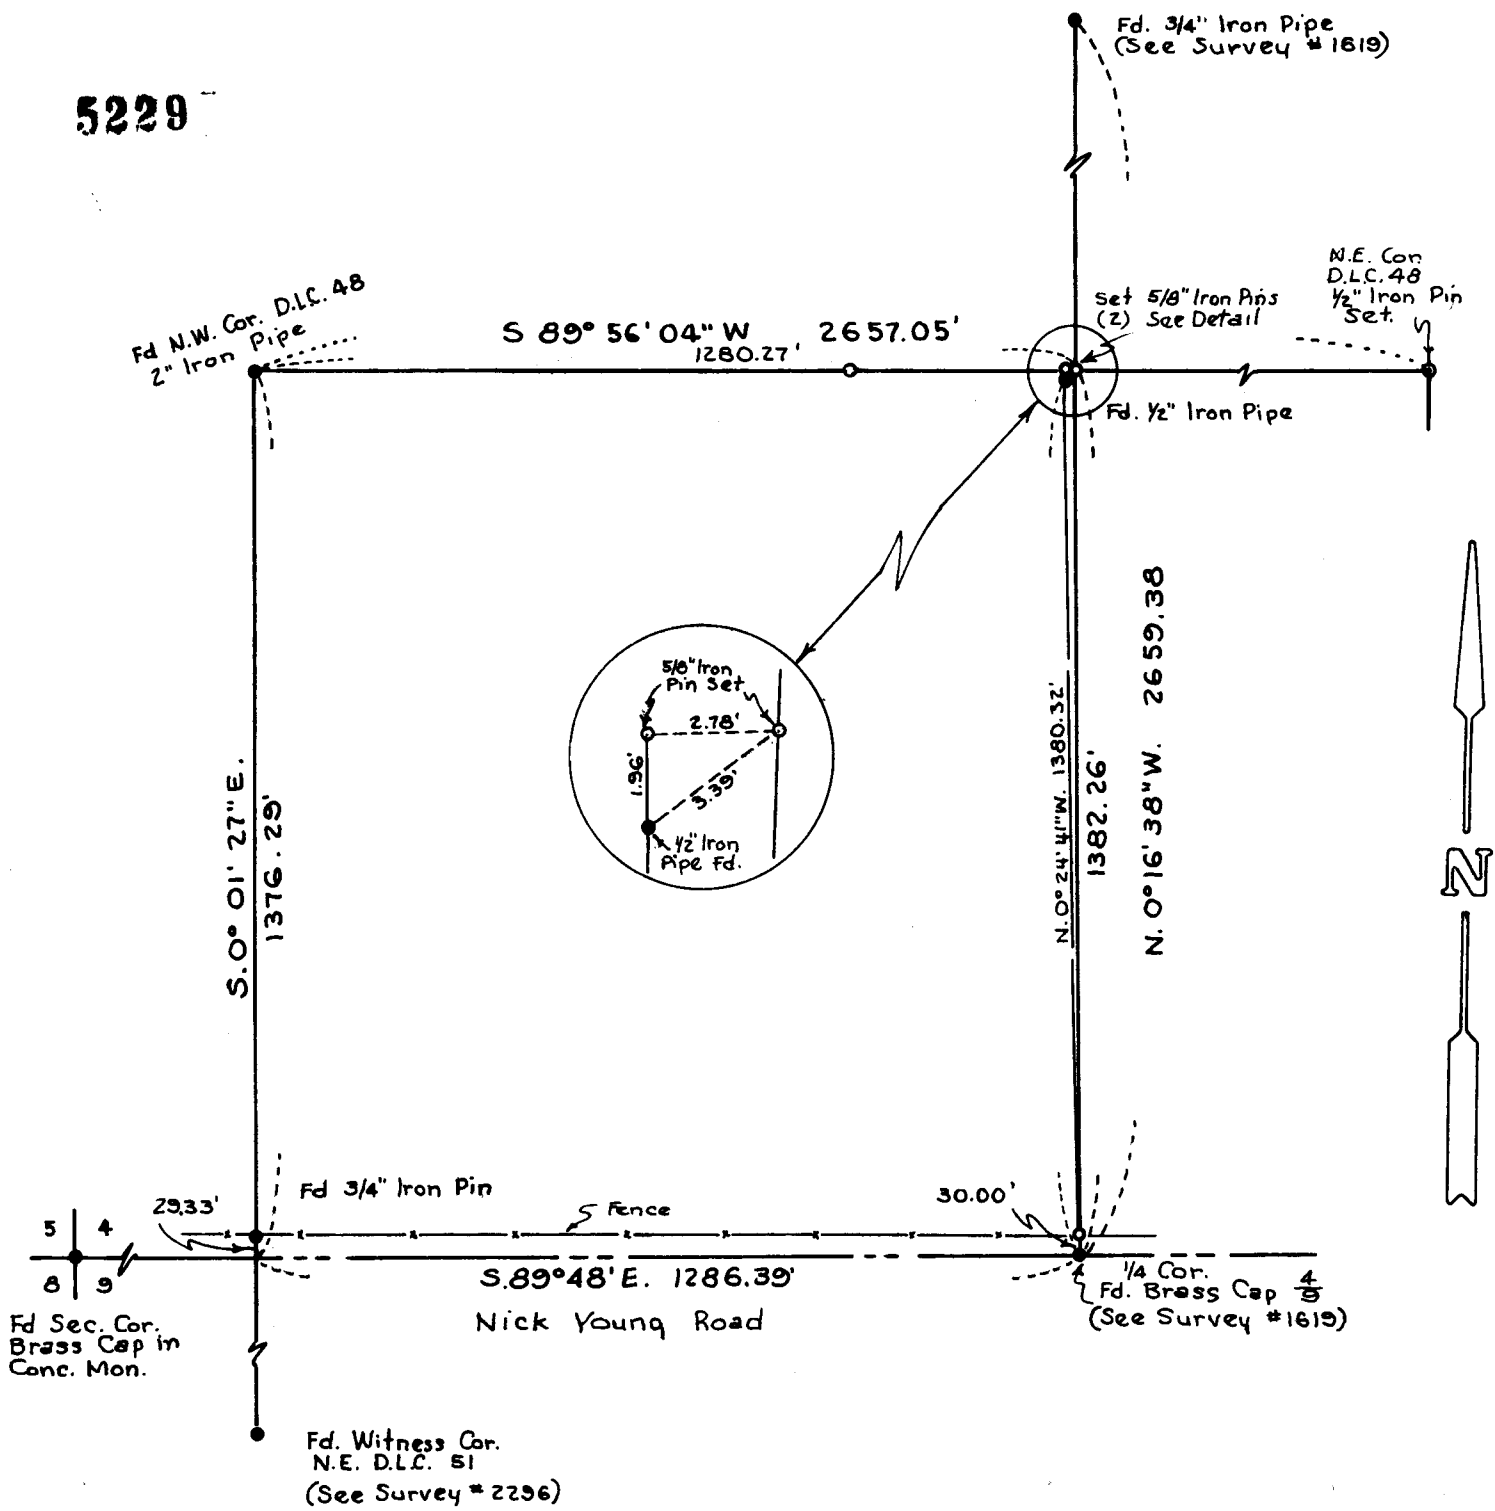 5229
Fd. 3/4" Iron Pipe
(See Survey # 1619)
Fd N.W. Cor. D.L.C. 48
2" Iron Pipe
S 89° 56' 04" W 2657.05'
1280.27'
Set 5/8" Iron Pins
(2) See Detail
N.E. Cor.
D.L.C. 48
1/2" Iron Pin
Set.
Fd. 1/2" Iron Pipe
5/8" Iron
Pin Set
2.78'
1.96'
3.39'
1/2" Iron
Pipe Fd.
S. 0° 01' 27" E.
1376.29'
N. 0° 24' 41" W. 1380.32'
1382.26'
N. 0° 16' 38" W. 2659.38
N
29.33'
Fd 3/4" Iron Pin
Fence
30.00'
5 4
8 9
S. 89° 48' E. 1286.39'
Nick Young Road
1/4 Cor.
Fd. Brass Cap 4/9
(See Survey #1619)
Fd Sec. Cor.
Brass Cap in
Conc. Mon.
Fd. Witness Cor.
N.E. D.L.C. 51
(See Survey # 2296)